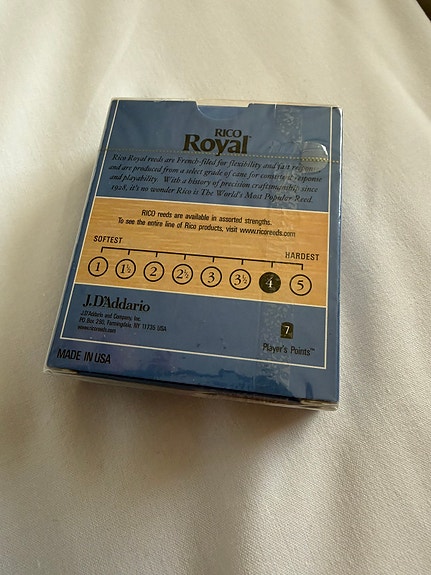 RICO
Royal
Rico Royal reeds are French-filed for flexibility and fast response
and are produced from a select grade of cane for consistent response
and playability. With a history of precision craftsmanship since
1928, it's no wonder Rico is The World's Most Popular Reed.
RICO reeds are available in assorted strengths.
To see the entire line of Rico products, visit www.ricoreeds.com
SOFTEST HARDEST
1 1½ 2 2½ 3 3½ 4 5
J.D'Addario
J.D'Addario and Company, Inc.
PO Box 290, Farmingdale, NY 11735 USA
www.ricoreeds.com
7
Player's Points™
MADE IN USA